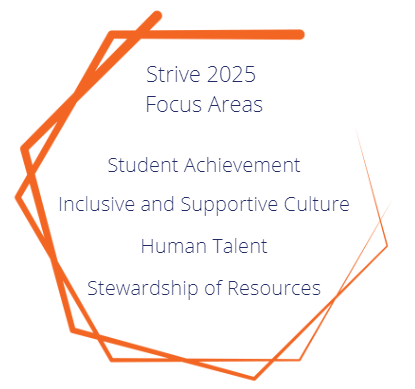 Strive 2025
Focus Areas
Student Achievement
Inclusive and Supportive Culture
Human Talent
Stewardship of Resources